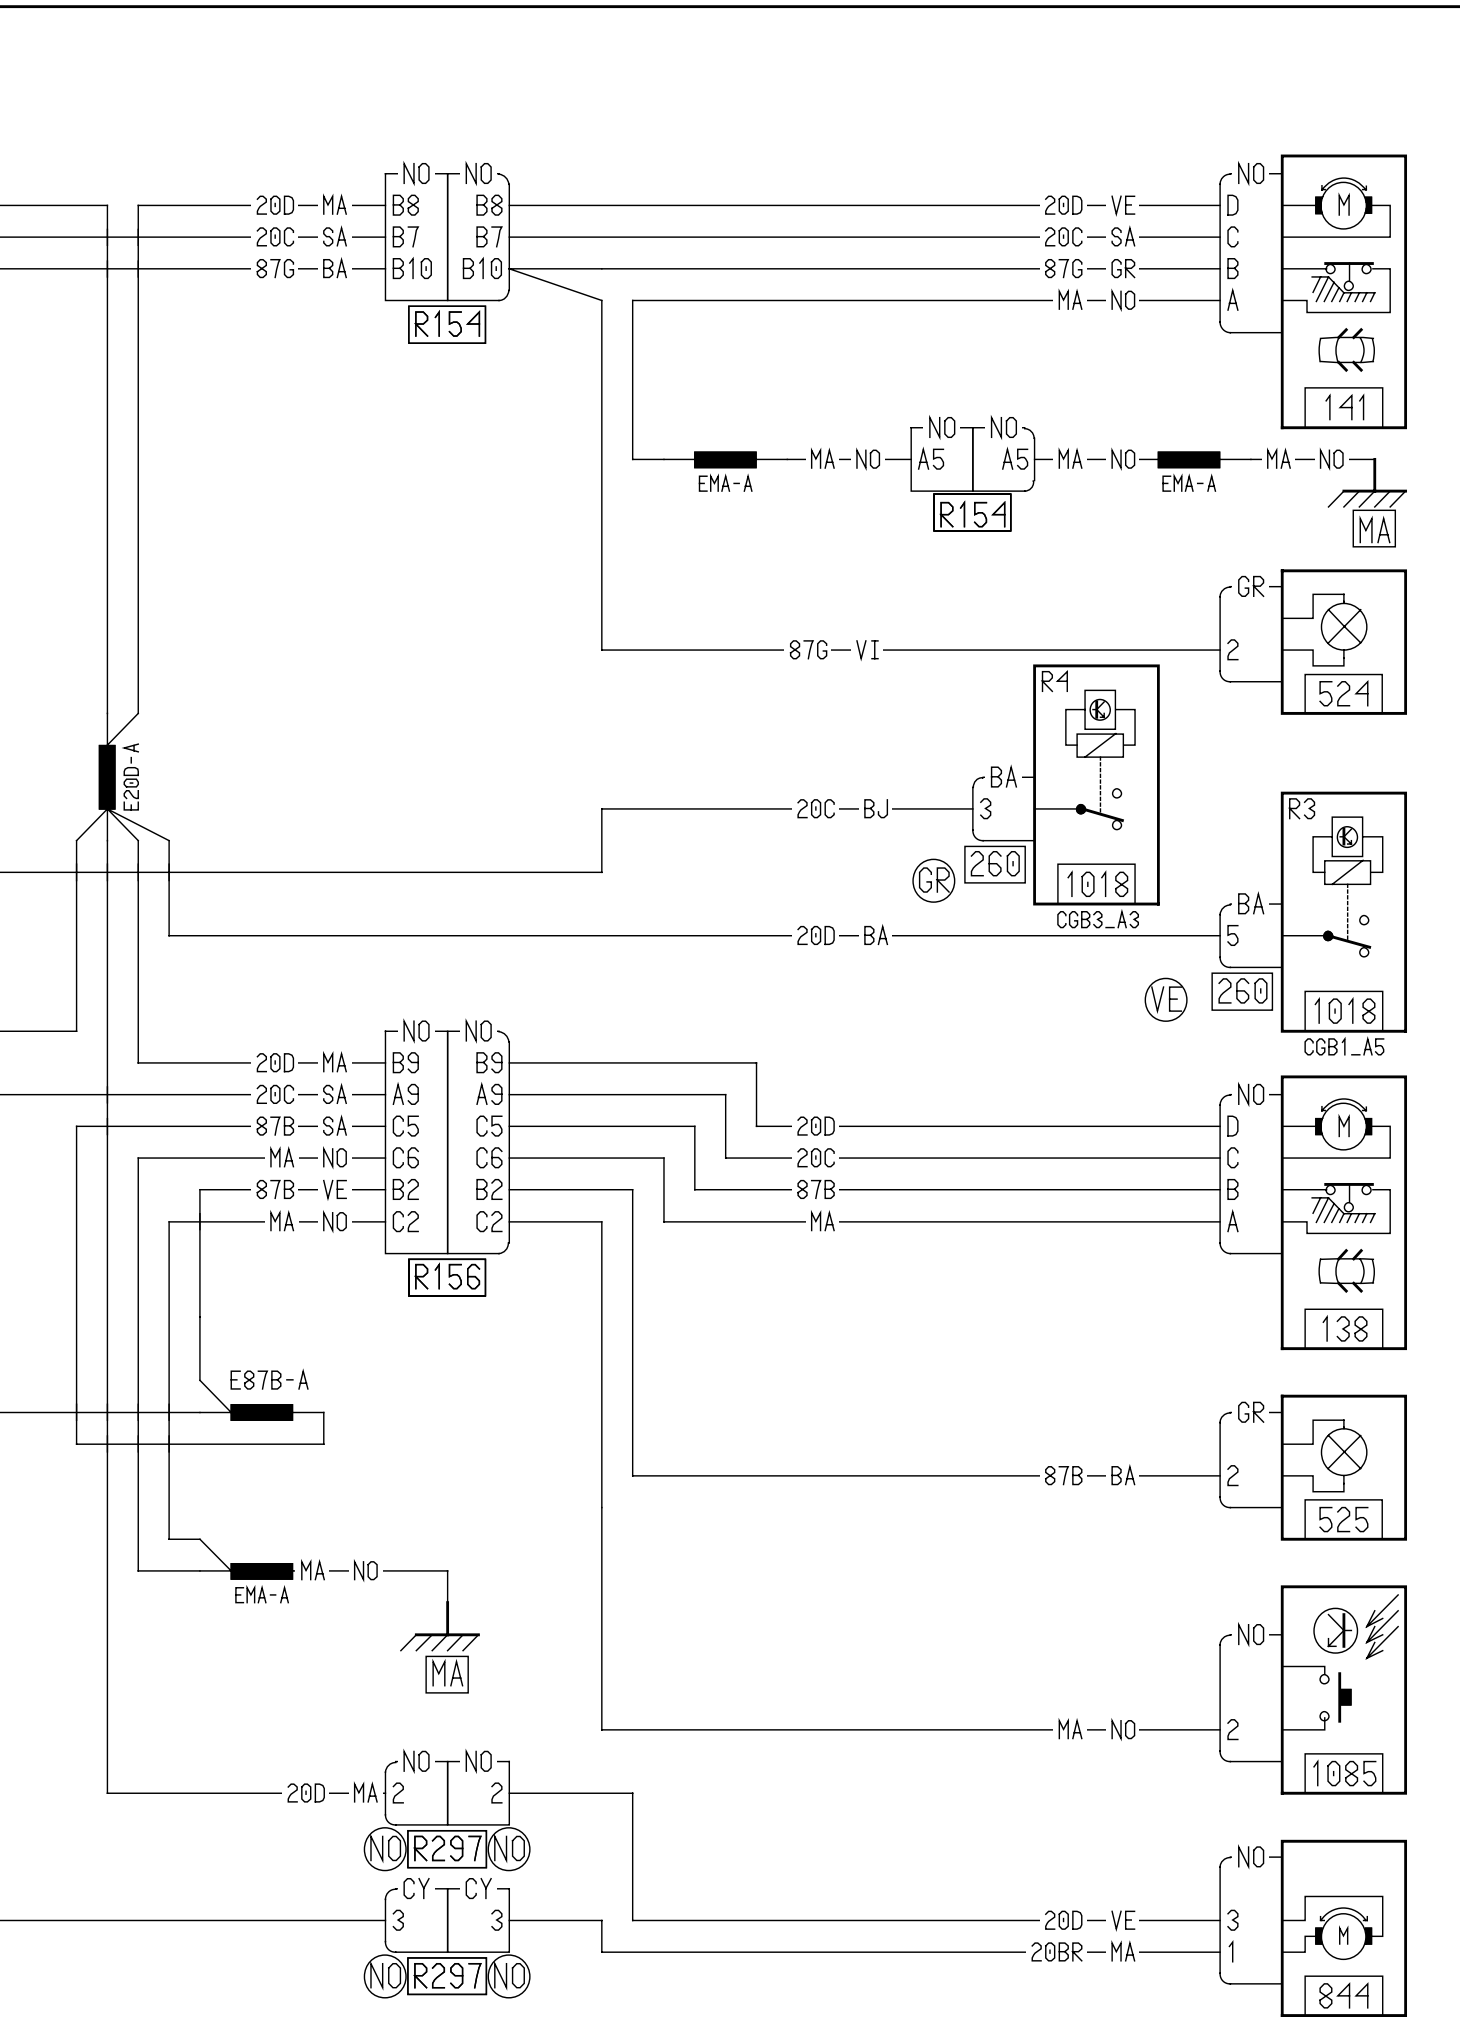 NO NO NO
20D MA B8 B8 20D VE D M
20C SA B7 B7 20C SA C
87G BA B10 B10 87G GR B
MA NO A
R154
141
NO NO
MA NO A5 A5 MA NO MA NO
EMA-A EMA-A
R154
MA
GR
87G VI 2
524
R4
E20D-A
BA
20C BJ 3
R3
260
GR
1018
CGB3_A3
BA
20D BA 5
260
VE
1018
CGB1_A5
NO NO
20D MA B9 B9
20C SA A9 A9 NO
87B SA C5 C5 20D D M
MA NO C6 C6 20C C
87B VE B2 B2 87B B
MA NO C2 C2 MA A
R156
138
E87B-A
GR
87B BA 2
525
MA NO
EMA-A
MA
NO
MA NO 2
1085
NO NO
20D MA 2 2
NO R297 NO
CY CY NO
3 3 20D VE 3
M
20BR MA 1
NO R297 NO
844